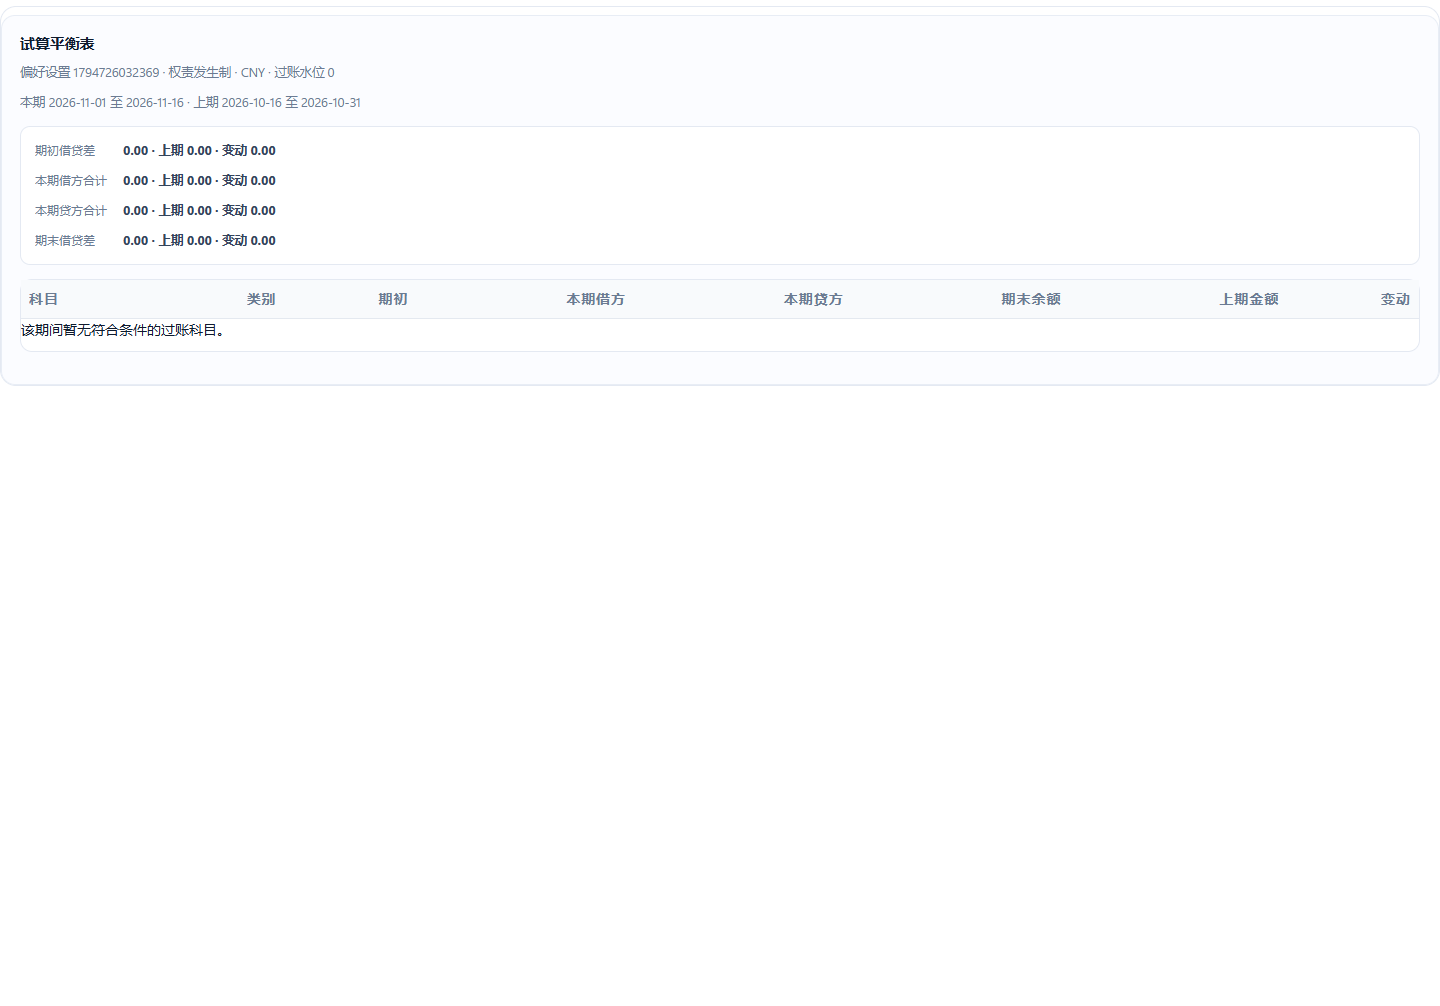 试算平衡表
偏好设置 1794726032369 · 权责发生制 · CNY · 过账水位 0
本期 2026-11-01 至 2026-11-16 · 上期 2026-10-16 至 2026-10-31
期初借贷差 0.00 · 上期 0.00 · 变动 0.00
本期借方合计 0.00 · 上期 0.00 · 变动 0.00
本期贷方合计 0.00 · 上期 0.00 · 变动 0.00
期末借贷差 0.00 · 上期 0.00 · 变动 0.00
科目 类别 期初 本期借方 本期贷方 期末余额 上期金额 变动
该期间暂无符合条件的过账科目。